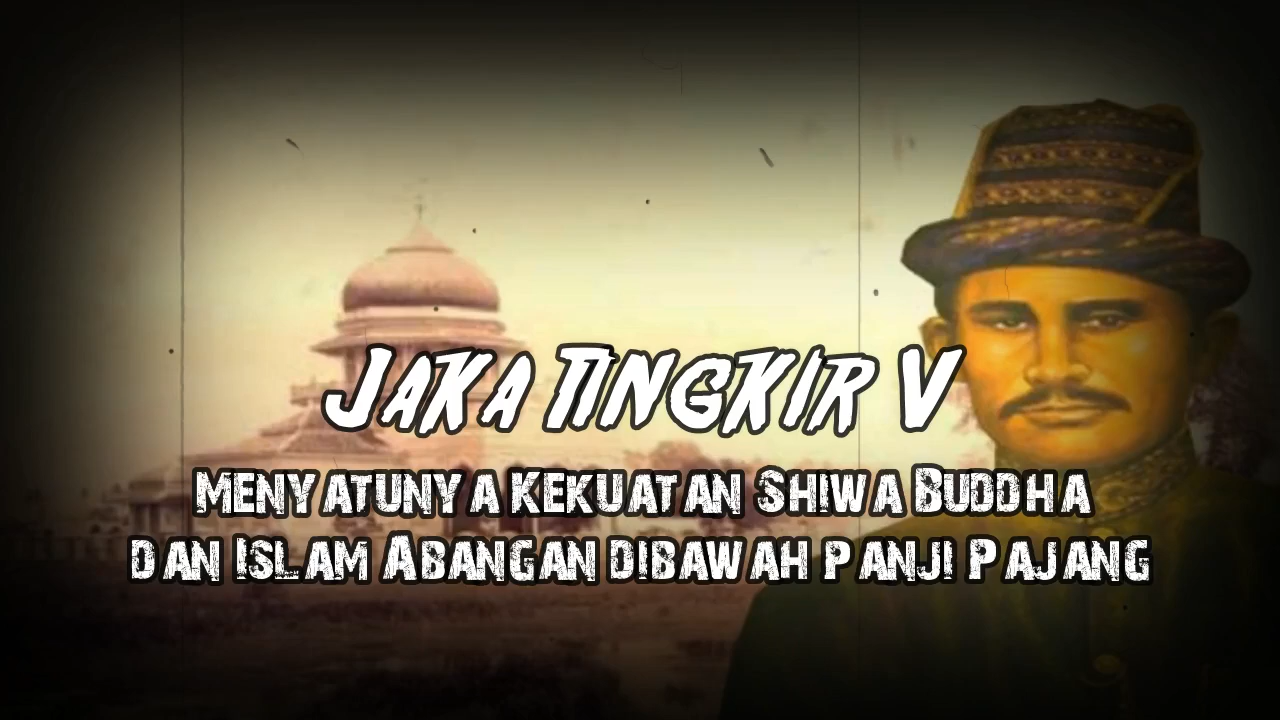 Jaka Tingkir V
Menyatunya Kekuatan Shiwa Buddha
dan Islam Abangan dibawah panji Pajang